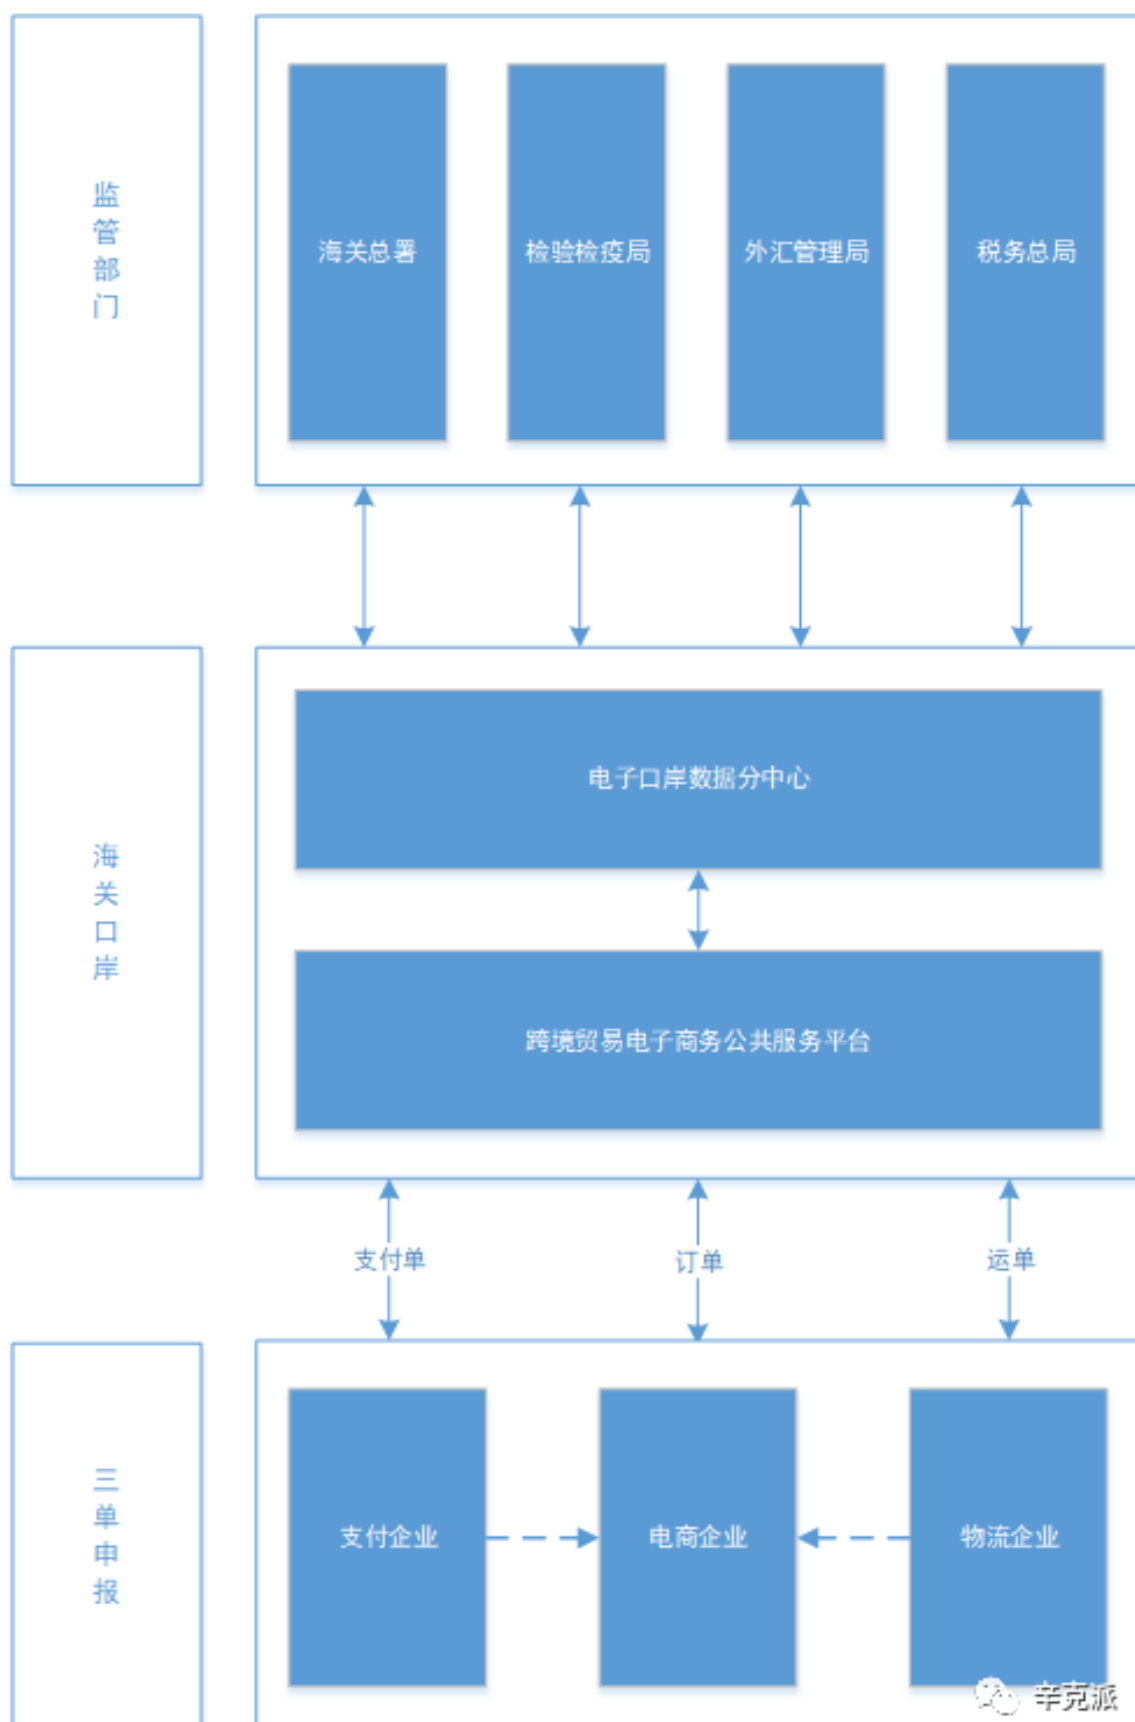 监管部门
海关总署
检验检疫局
外汇管理局
税务总局
海关口岸
电子口岸数据分中心
跨境贸易电子商务公共服务平台
支付单
订单
运单
三单申报
支付企业
电商企业
物流企业
辛克派